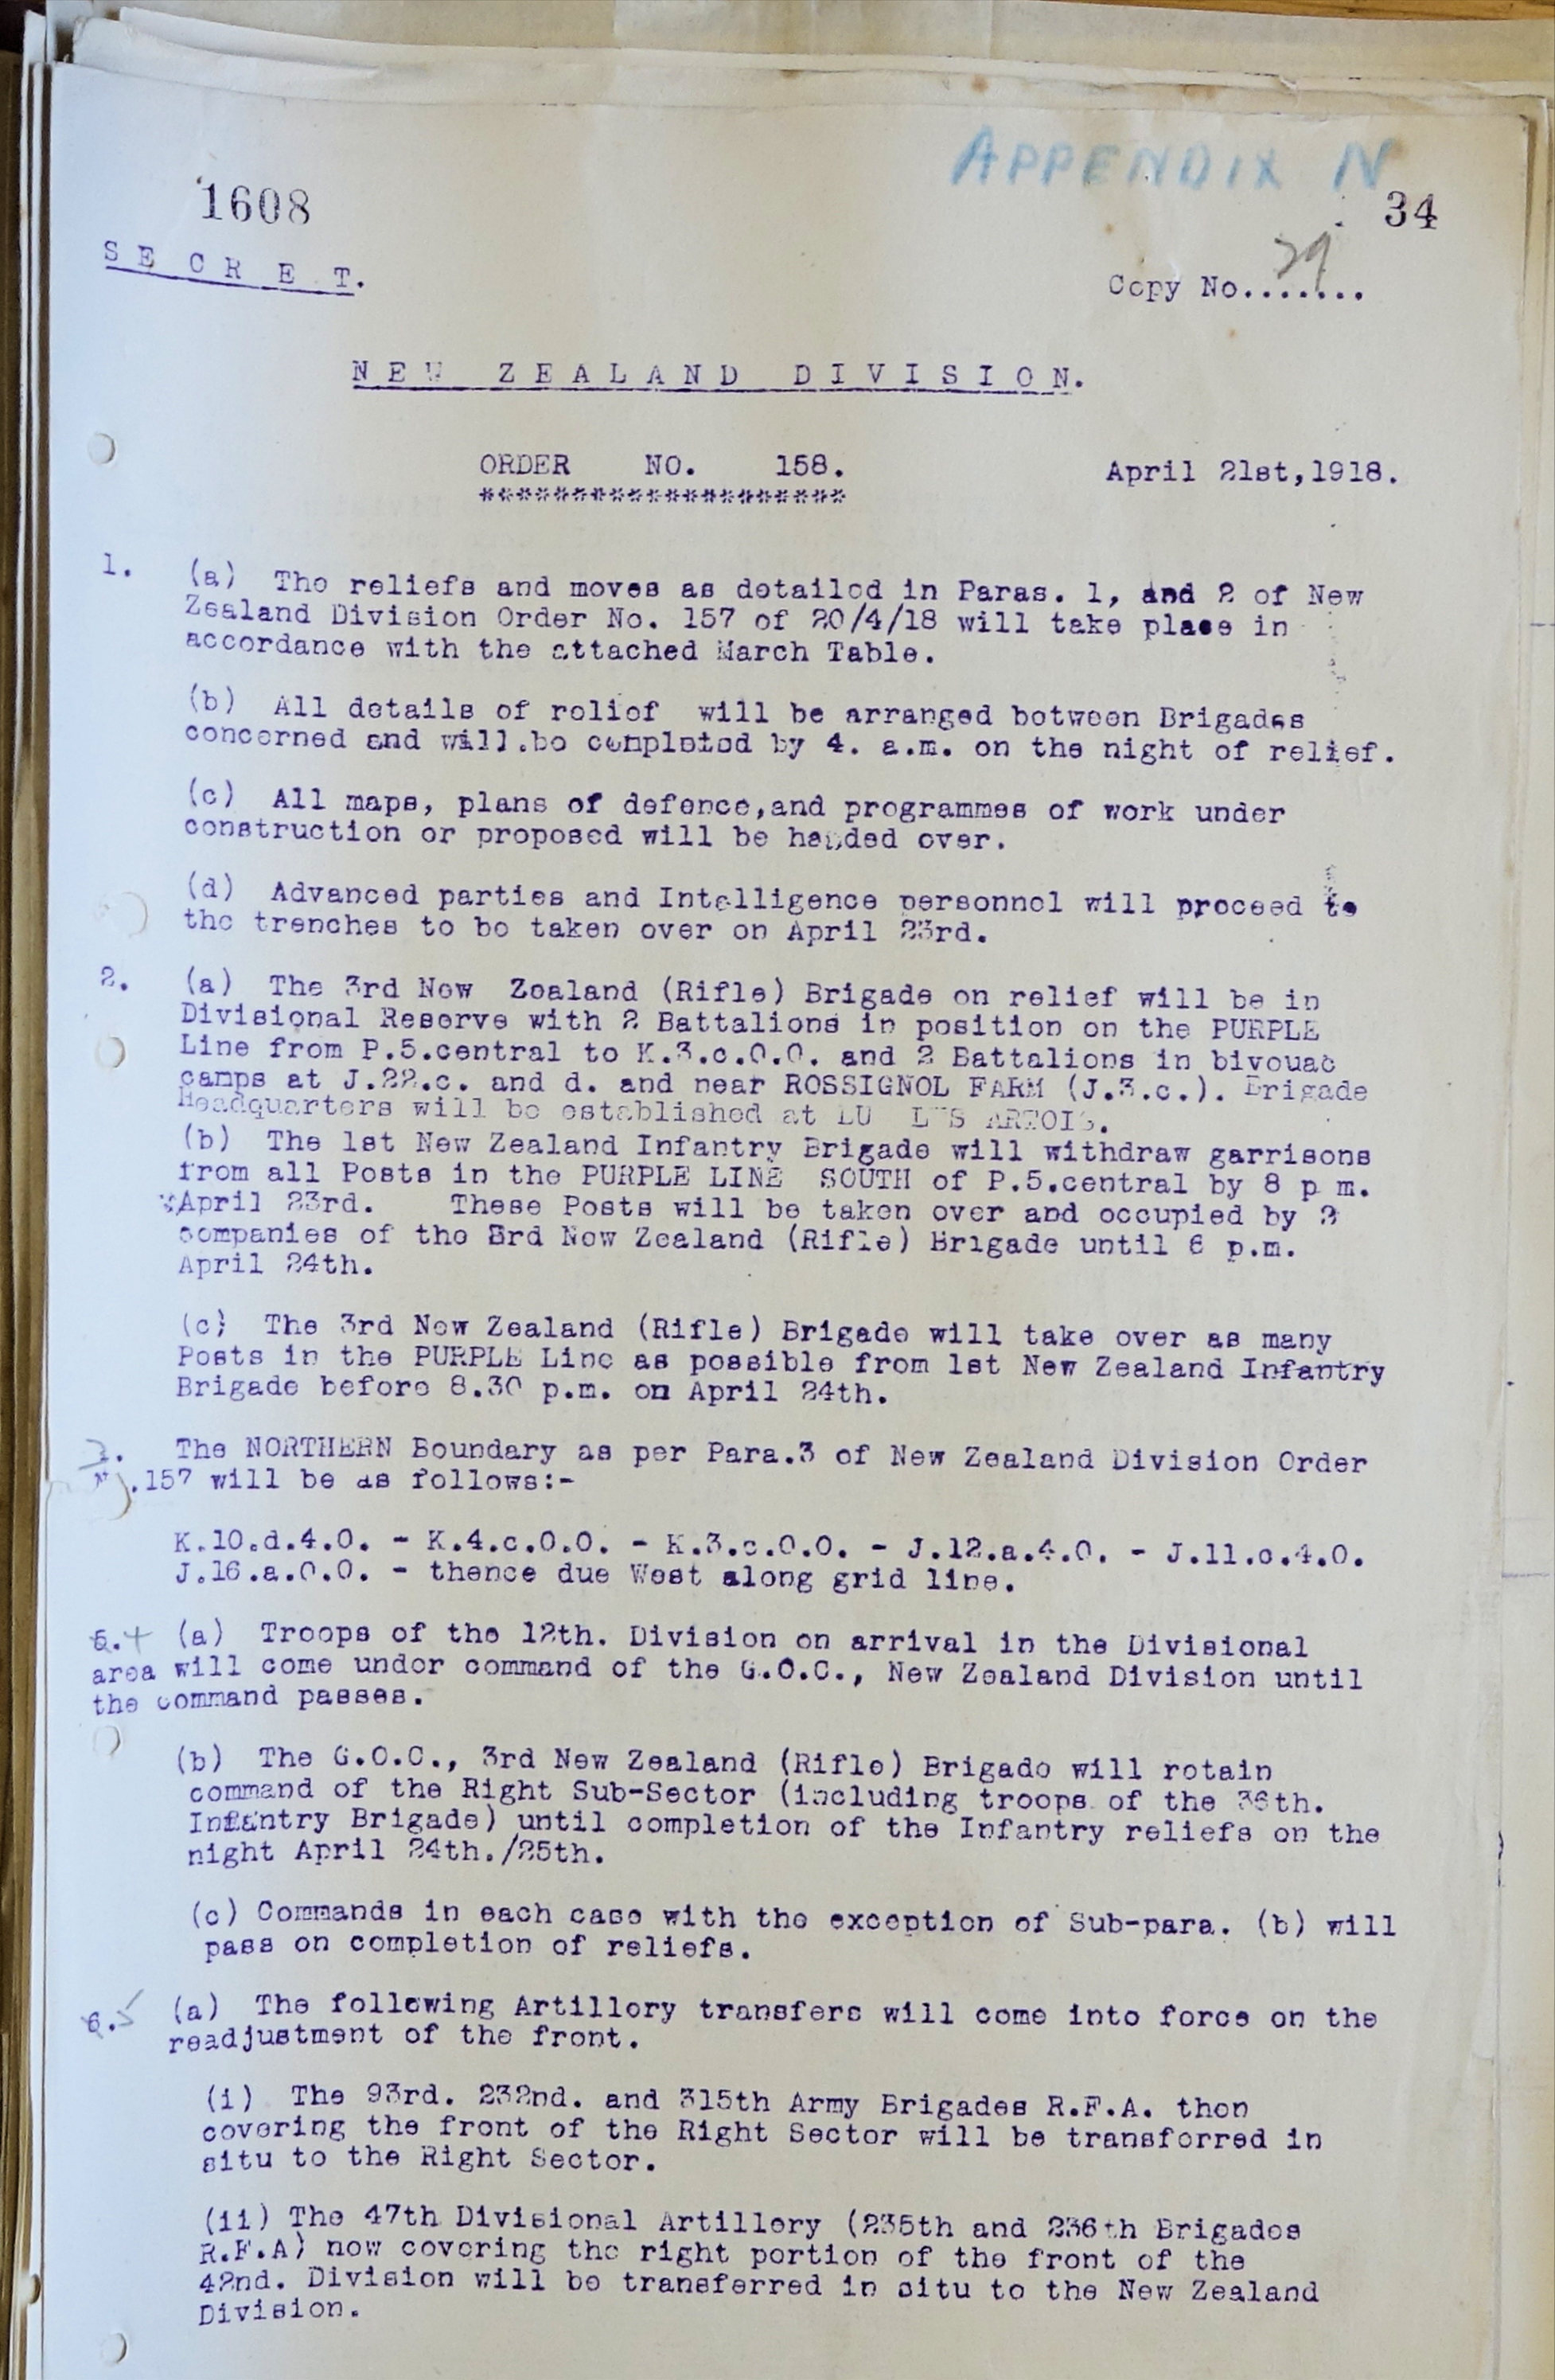 APPENDIX N
1608
34
SECRET.
Copy No....... 29
NEW ZEALAND DIVISION.
ORDER NO. 158. April 21st,1918.
********************
1. (a) The reliefs and moves as detailed in Paras. 1, and 2 of New
Zealand Division Order No. 157 of 20/4/18 will take place in
accordance with the attached March Table.
(b) All details of relief will be arranged between Brigades
concerned and will.be completed by 4. a.m. on the night of relief.
(c) All maps, plans of defence,and programmes of work under
construction or proposed will be handed over.
(d) Advanced parties and Intelligence personnel will proceed to
the trenches to be taken over on April 23rd.
2. (a) The 3rd New Zealand (Rifle) Brigade on relief will be in
Divisional Reserve with 2 Battalions in position on the PURPLE
Line from P.5.central to K.3.c.0.0. and 2 Battalions in bivouac
camps at J.22.c. and d. and near ROSSIGNOL FARM (J.3.c.). Brigade
Headquarters will be established at ARTOIS.
(b) The 1st New Zealand Infantry Brigade will withdraw garrisons
from all Posts in the PURPLE LINE SOUTH of P.5.central by 8 p m.
April 23rd. These Posts will be taken over and occupied by 2
companies of the 3rd New Zealand (Rifle) Brigade until 6 p.m.
April 24th.
(c) The 3rd New Zealand (Rifle) Brigade will take over as many
Posts in the PURPLE Line as possible from 1st New Zealand Infantry
Brigade before 8.30 p.m. on April 24th.
3. The NORTHERN Boundary as per Para.3 of New Zealand Division Order
.157 will be as follows:-
K.10.d.4.0. - K.4.c.0.0. - K.3.c.0.0. - J.12.a.4.0. - J.11.c.4.0.
J.16.a.0.0. - thence due West along grid line.
5. 4 (a) Troops of the 12th. Division on arrival in the Divisional
area will come under command of the G.O.C., New Zealand Division until
the command passes.
(b) The G.O.C., 3rd New Zealand (Rifle) Brigade will retain
command of the Right Sub-Sector (including troops of the 36th.
Infantry Brigade) until completion of the Infantry reliefs on the
night April 24th./25th.
(c) Commands in each case with the exception of Sub-para. (b) will
pass on completion of reliefs.
6. 5 (a) The following Artillery transfers will come into force on the
readjustment of the front.
(i) The 93rd. 232nd. and 315th Army Brigades R.F.A. then
covering the front of the Right Sector will be transferred in
situ to the Right Sector.
(ii) The 47th Divisional Artillery (235th and 236th Brigades
R.F.A) now covering the right portion of the front of the
42nd. Division will be transferred in situ to the New Zealand
Division.